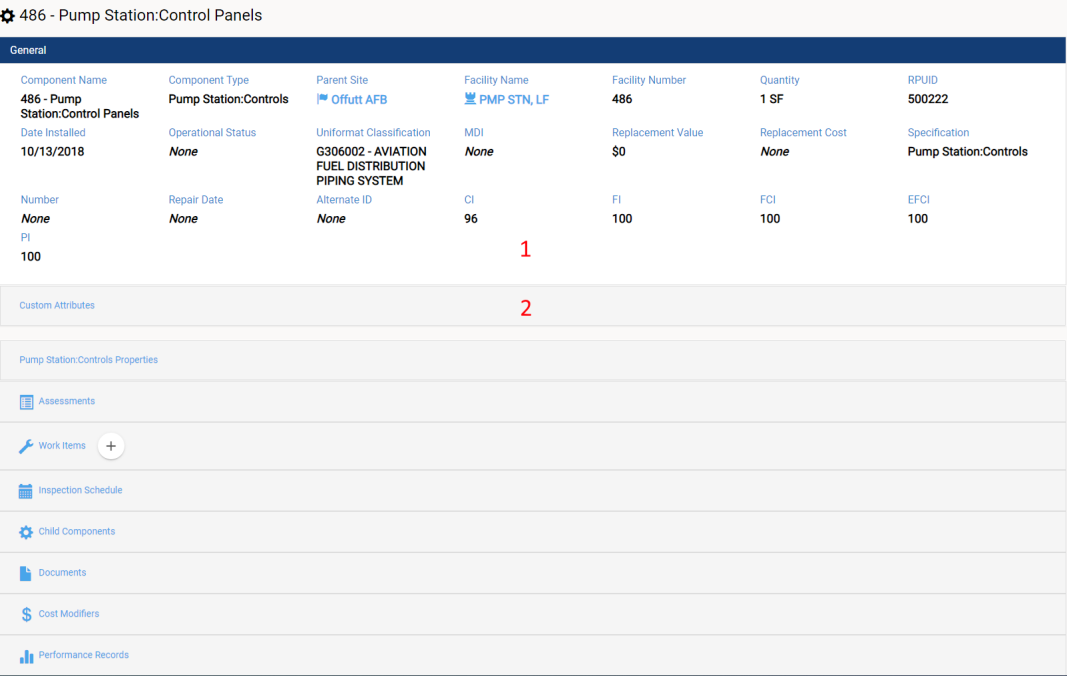 486 - Pump Station:Control Panels
General
Component Name Component Type Parent Site Facility Name Facility Number Quantity RPUID
486 - Pump Station:Controls Offutt AFB PMP STN, LF 486 1 SF 500222
Station:Control Panels
Date Installed Operational Status Uniformat Classification MDI Replacement Value Replacement Cost Specification
10/13/2018 None G306002 - AVIATION None $0 None Pump Station:Controls
FUEL DISTRIBUTION
PIPING SYSTEM
Number Repair Date Alternate ID CI FI FCI EFCI
None None None 96 100 100 100
PI
100
1
Custom Attributes
2
Pump Station:Controls Properties
Assessments
Work Items +
Inspection Schedule
Child Components
Documents
Cost Modifiers
Performance Records